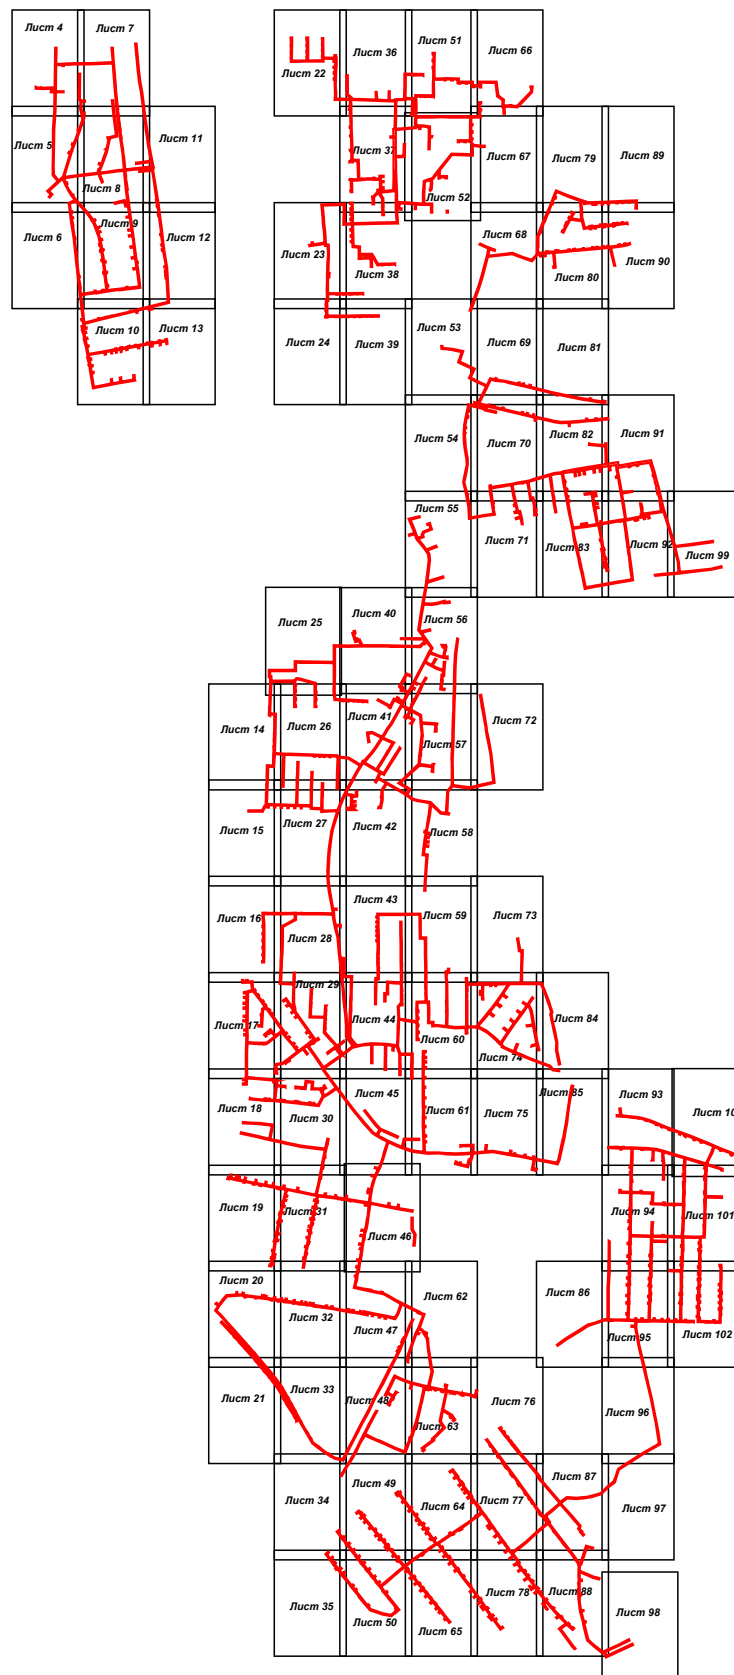 Лист 4
Лист 7
Лист 22
Лист 36
Лист 51
Лист 66
Лист 5
Лист 8
Лист 11
Лист 37
Лист 52
Лист 67
Лист 79
Лист 89
Лист 6
Лист 9
Лист 12
Лист 23
Лист 38
Лист 68
Лист 80
Лист 90
Лист 10
Лист 13
Лист 24
Лист 39
Лист 53
Лист 69
Лист 81
Лист 54
Лист 70
Лист 82
Лист 91
Лист 55
Лист 71
Лист 83
Лист 92
Лист 99
Лист 25
Лист 40
Лист 56
Лист 14
Лист 26
Лист 41
Лист 57
Лист 72
Лист 15
Лист 27
Лист 42
Лист 58
Лист 16
Лист 28
Лист 43
Лист 59
Лист 73
Лист 17
Лист 29
Лист 44
Лист 60
Лист 74
Лист 84
Лист 18
Лист 30
Лист 45
Лист 61
Лист 75
Лист 85
Лист 93
Лист 10
Лист 19
Лист 31
Лист 46
Лист 94
Лист 101
Лист 20
Лист 32
Лист 47
Лист 62
Лист 86
Лист 95
Лист 102
Лист 21
Лист 33
Лист 48
Лист 63
Лист 76
Лист 96
Лист 34
Лист 49
Лист 64
Лист 77
Лист 87
Лист 97
Лист 35
Лист 50
Лист 65
Лист 78
Лист 88
Лист 98